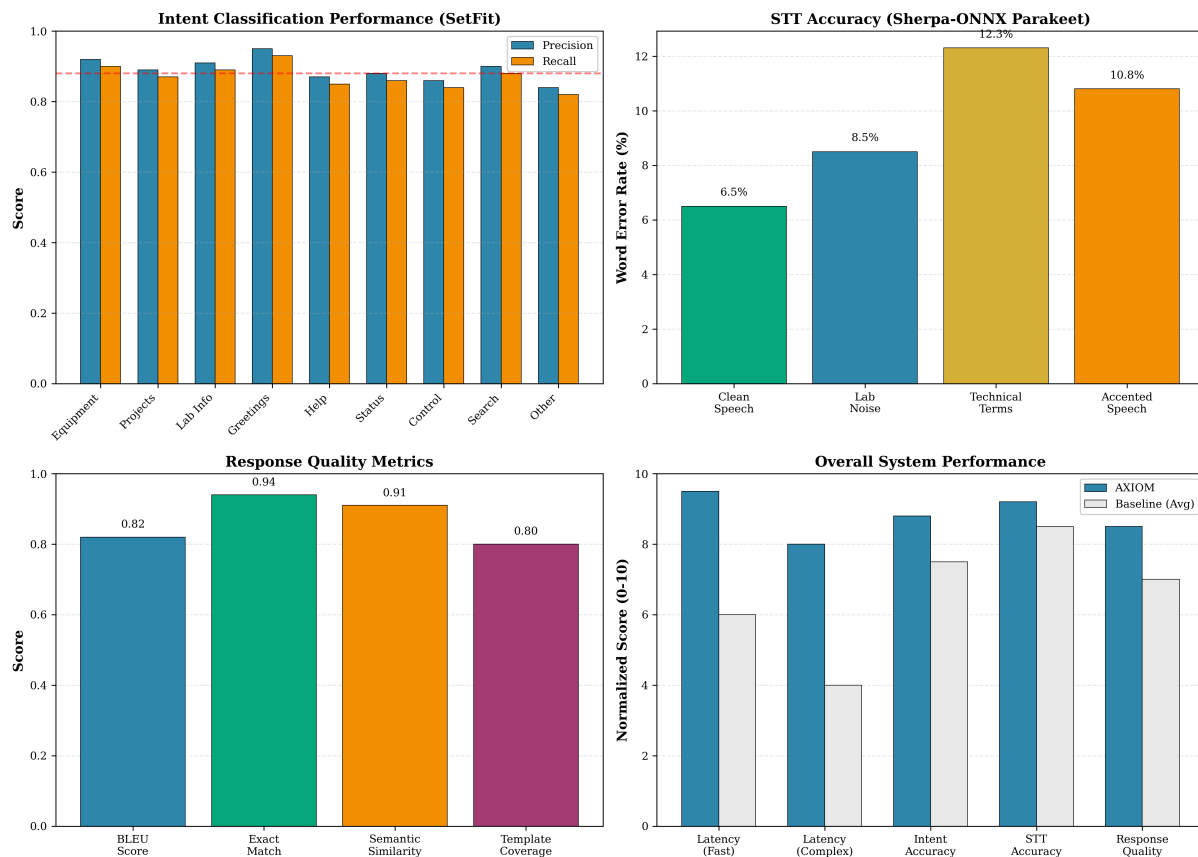 Intent Classification Performance (SetFit)
Score
1.0
0.8
0.6
0.4
0.2
0.0
Precision
Recall
Equipment
Projects
Lab Info
Greetings
Help
Status
Control
Search
Other
STT Accuracy (Sherpa-ONNX Parakeet)
Word Error Rate (%)
12
10
8
6
4
2
0
6.5%
8.5%
12.3%
10.8%
Clean
Speech
Lab
Noise
Technical
Terms
Accented
Speech
Response Quality Metrics
Score
1.0
0.8
0.6
0.4
0.2
0.0
0.82
0.94
0.91
0.80
BLEU
Score
Exact
Match
Semantic
Similarity
Template
Coverage
Overall System Performance
Normalized Score (0-10)
10
8
6
4
2
0
AXIOM
Baseline (Avg)
Latency
(Fast)
Latency
(Complex)
Intent
Accuracy
STT
Accuracy
Response
Quality